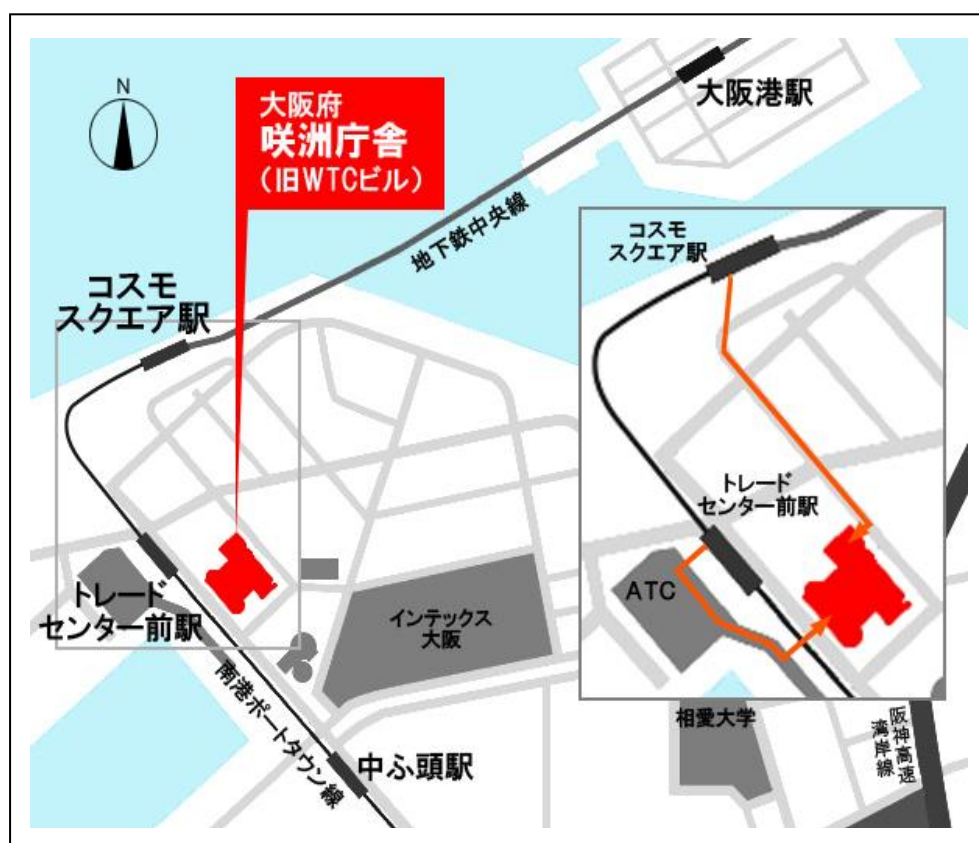 N
大阪府
咲洲庁舎
（旧WTCビル）
大阪港駅
地下鉄中央線
コスモ
スクエア駅
コスモ
スクエア駅
トレード
センター前駅
ATC
トレード
センター前駅
インテックス
大阪
南港ポートタウン線
中ふ頭駅
相愛大学
阪神高速
湾岸線